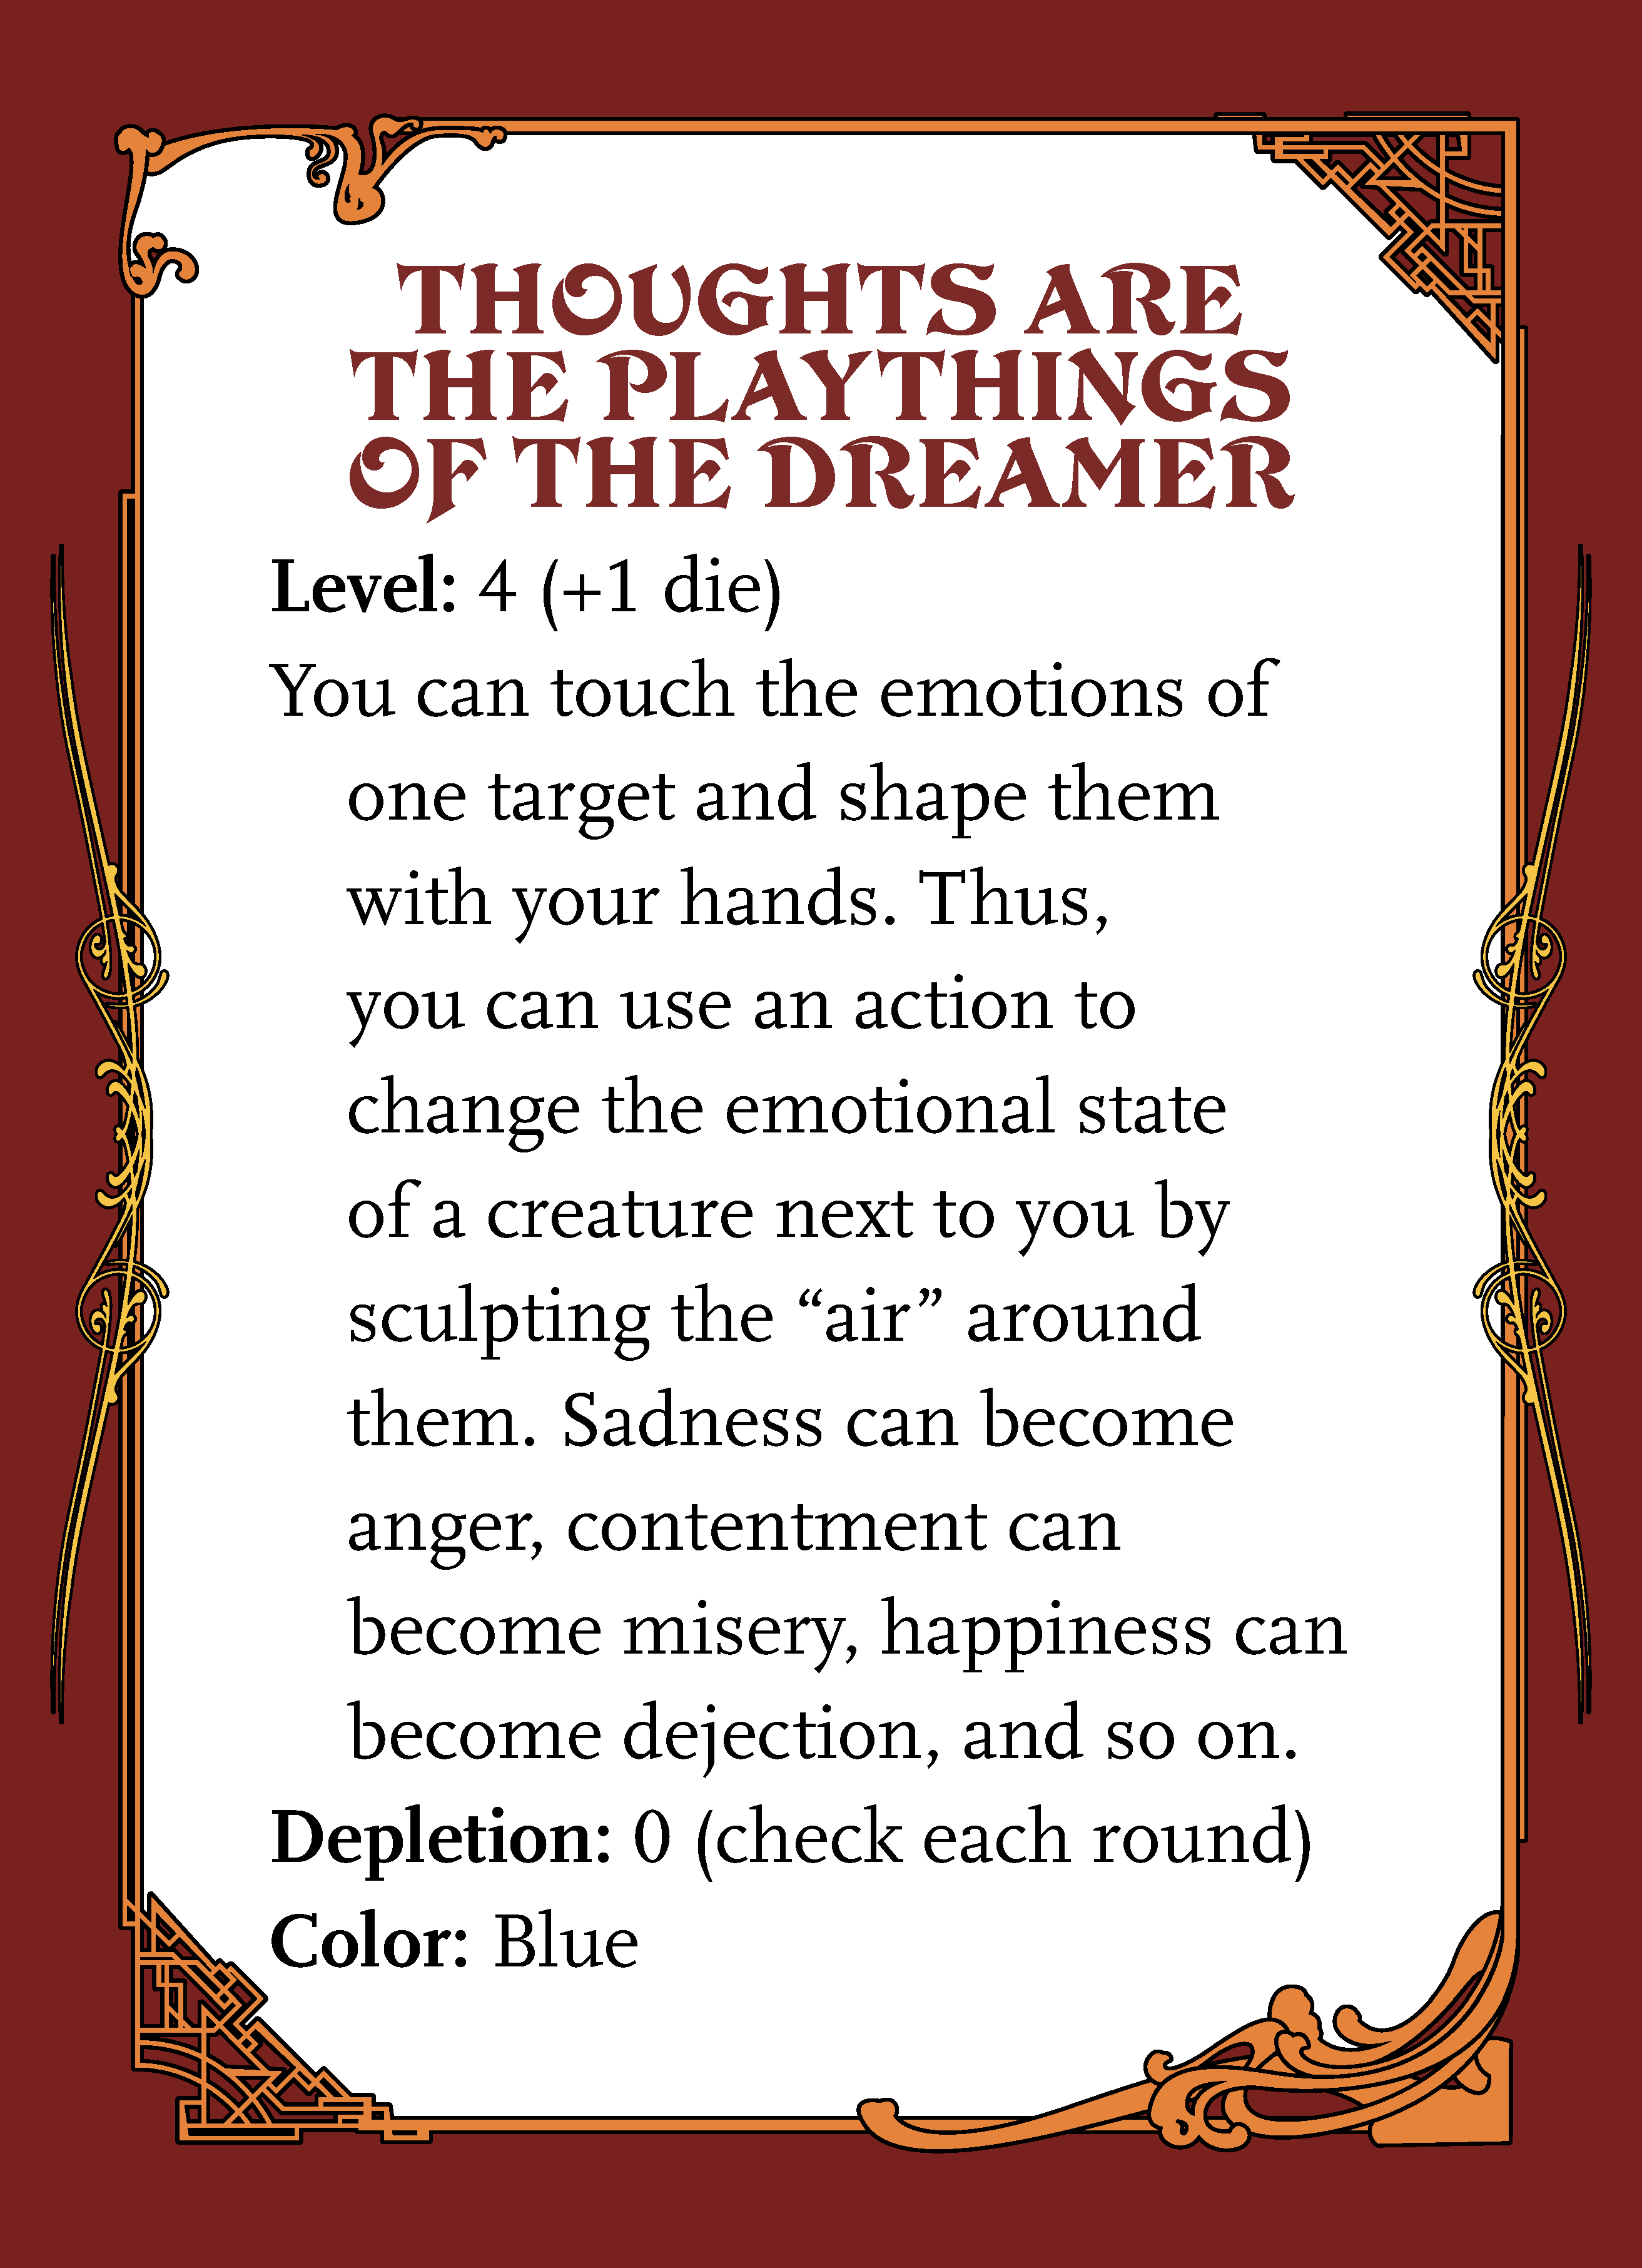 THOUGHTS ARE
THE PLAYTHINGS
OF THE DREAMER
Level: 4 (+1 die)
You can touch the emotions of
one target and shape them
with your hands. Thus,
you can use an action to
change the emotional state
of a creature next to you by
sculpting the “air” around
them. Sadness can become
anger, contentment can
become misery, happiness can
become dejection, and so on.
Depletion: 0 (check each round)
Color: Blue